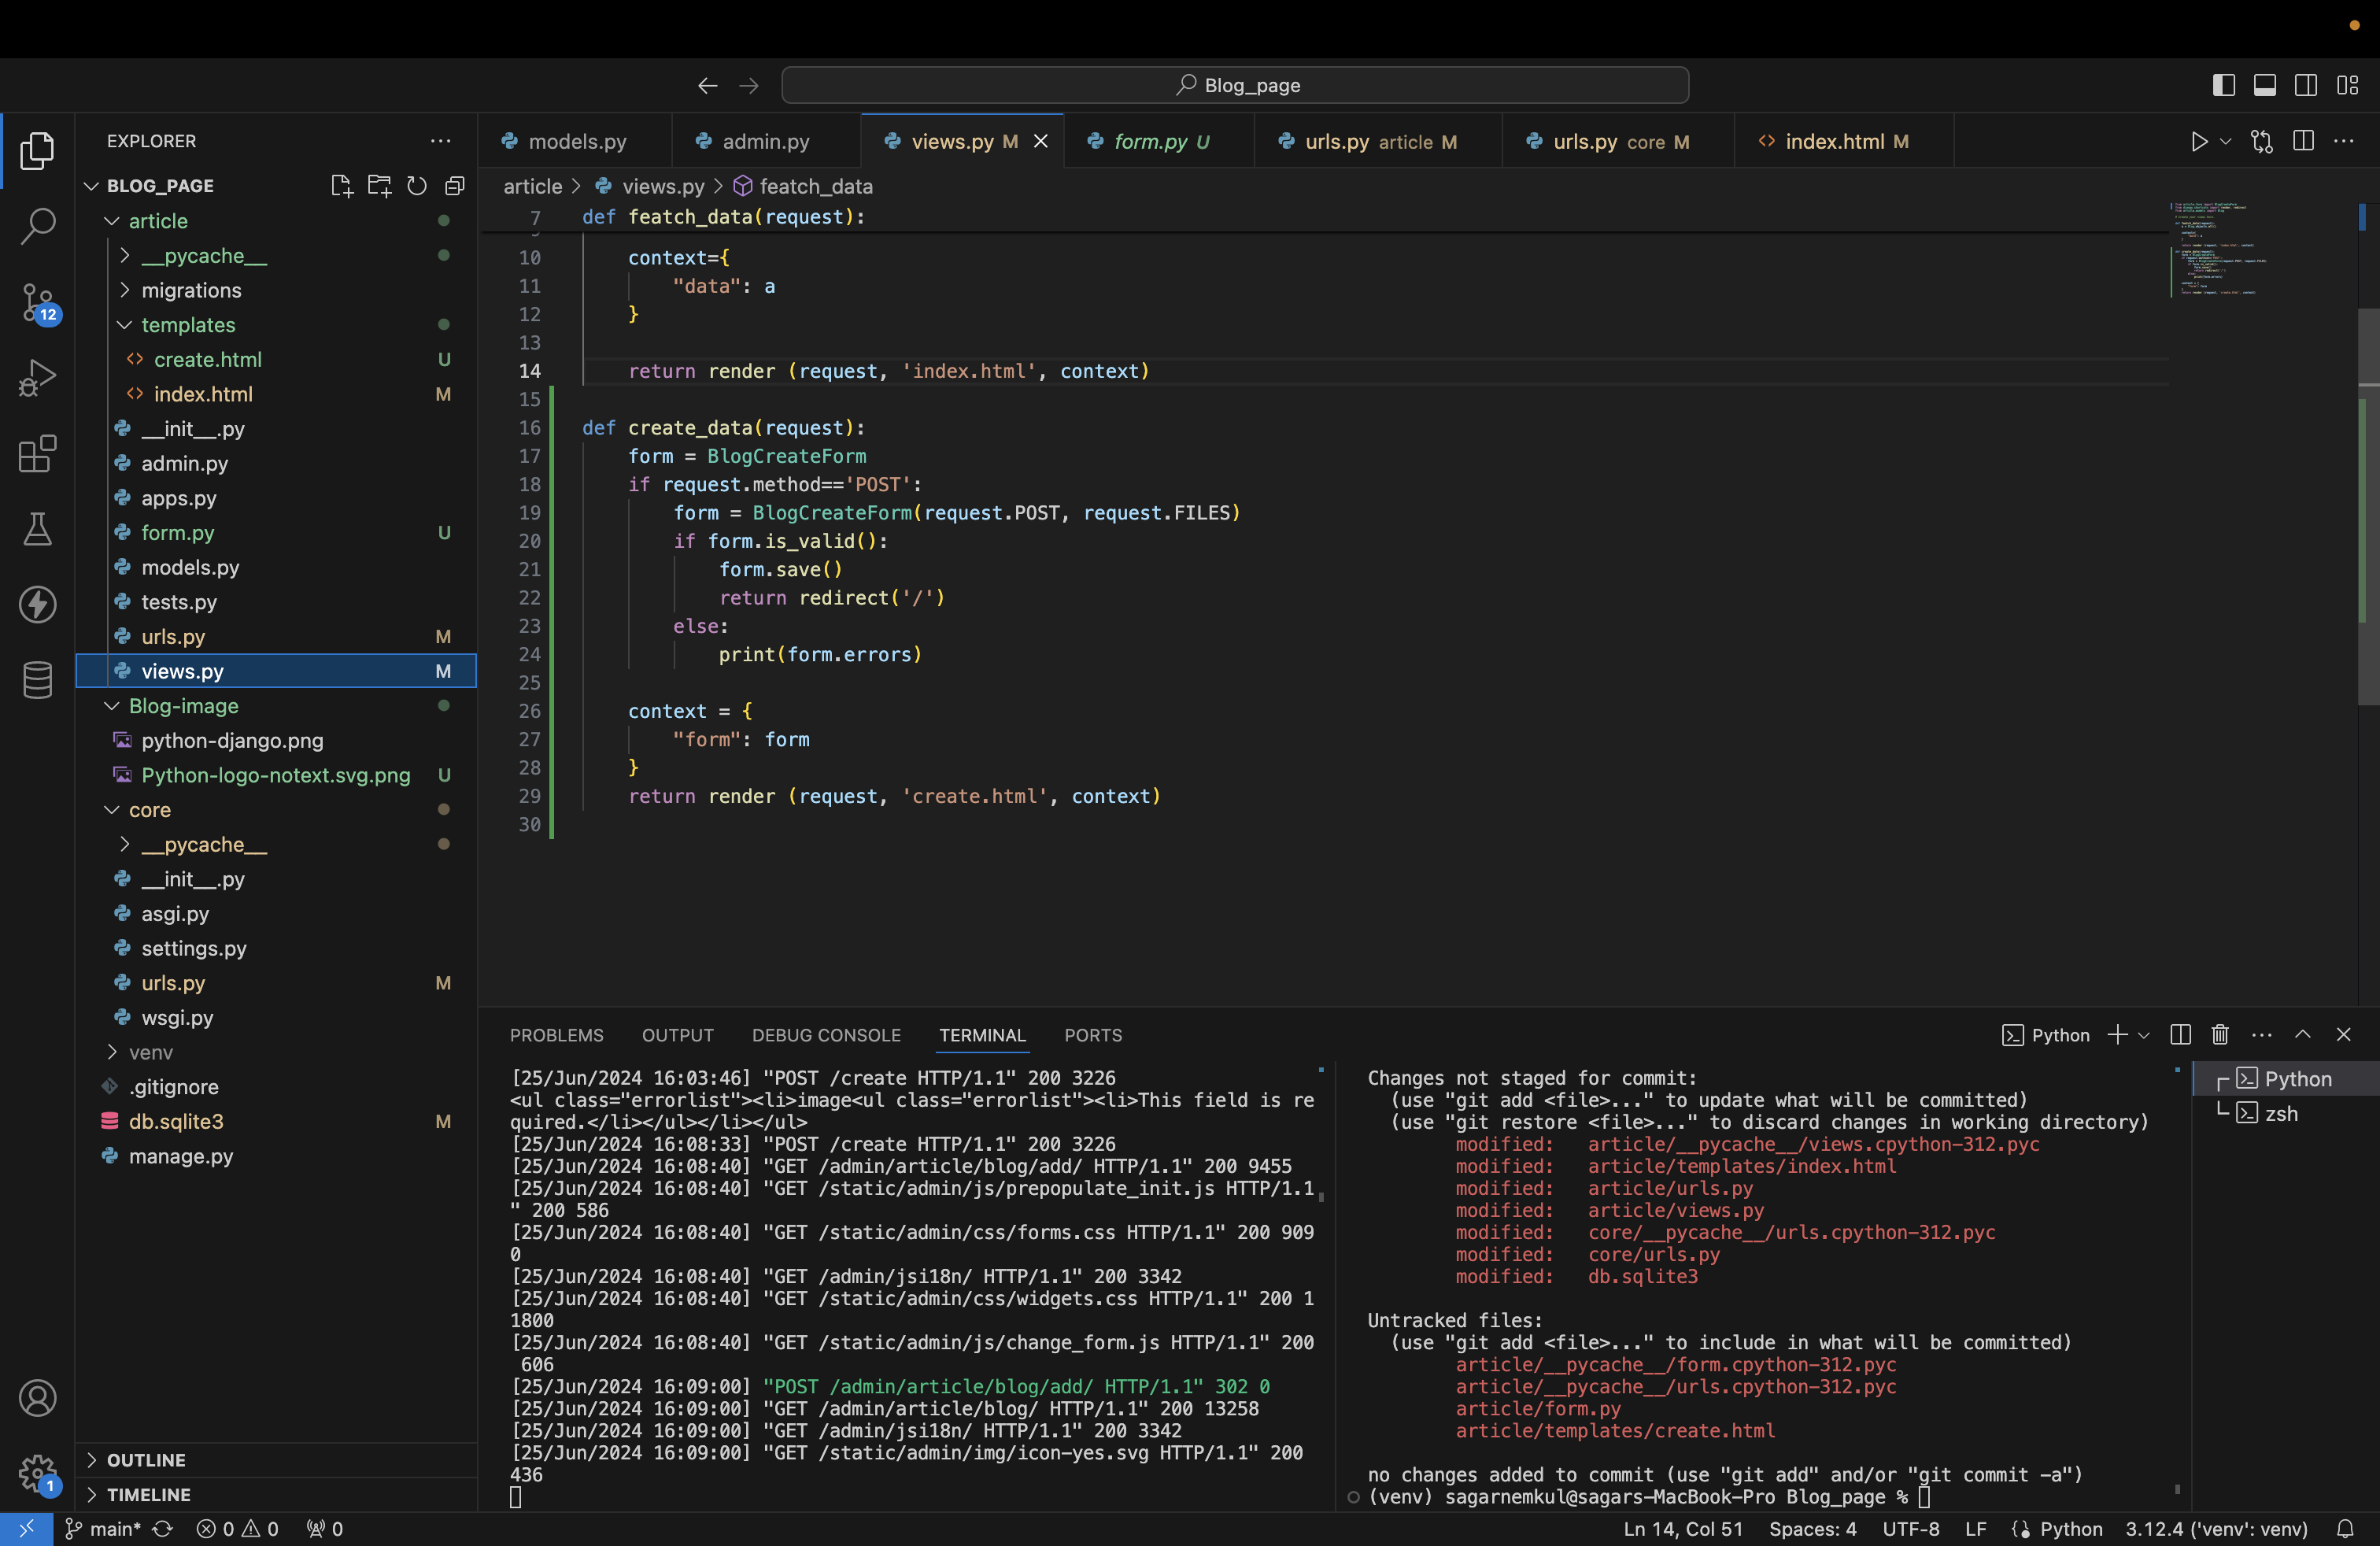 Blog_page
EXPLORER
BLOG_PAGE
article
__pycache__
migrations
templates
create.html U
index.html M
__init__.py
admin.py
apps.py
form.py U
models.py
tests.py
urls.py M
views.py M
Blog-image
python-django.png
Python-logo-notext.svg.png U
core
__pycache__
__init__.py
asgi.py
settings.py
urls.py M
wsgi.py
venv
.gitignore
db.sqlite3 M
manage.py
OUTLINE
TIMELINE
12
1
models.py admin.py views.py M form.py U urls.py article M urls.py core M index.html M
article > views.py > featch_data
7 def featch_data(request):
10 context={
11 "data": a
12 }
13
14 return render (request, 'index.html', context)
15
16 def create_data(request):
17 form = BlogCreateForm
18 if request.method=='POST':
19 form = BlogCreateForm(request.POST, request.FILES)
20 if form.is_valid():
21 form.save()
22 return redirect('/')
23 else:
24 print(form.errors)
25
26 context = {
27 "form": form
28 }
29 return render (request, 'create.html', context)
30
PROBLEMS OUTPUT DEBUG CONSOLE TERMINAL PORTS
Python
[25/Jun/2024 16:03:46] "POST /create HTTP/1.1" 200 3226
<ul class="errorlist"><li>image<ul class="errorlist"><li>This field is re
quired.</li></ul></li></ul>
[25/Jun/2024 16:08:33] "POST /create HTTP/1.1" 200 3226
[25/Jun/2024 16:08:40] "GET /admin/article/blog/add/ HTTP/1.1" 200 9455
[25/Jun/2024 16:08:40] "GET /static/admin/js/prepopulate_init.js HTTP/1.1
" 200 586
[25/Jun/2024 16:08:40] "GET /static/admin/css/forms.css HTTP/1.1" 200 909
0
[25/Jun/2024 16:08:40] "GET /admin/jsi18n/ HTTP/1.1" 200 3342
[25/Jun/2024 16:08:40] "GET /static/admin/css/widgets.css HTTP/1.1" 200 1
1800
[25/Jun/2024 16:08:40] "GET /static/admin/js/change_form.js HTTP/1.1" 200
606
[25/Jun/2024 16:09:00] "POST /admin/article/blog/add/ HTTP/1.1" 302 0
[25/Jun/2024 16:09:00] "GET /admin/article/blog/ HTTP/1.1" 200 13258
[25/Jun/2024 16:09:00] "GET /admin/jsi18n/ HTTP/1.1" 200 3342
[25/Jun/2024 16:09:00] "GET /static/admin/img/icon-yes.svg HTTP/1.1" 200
436
Changes not staged for commit:
(use "git add <file>..." to update what will be committed)
(use "git restore <file>..." to discard changes in working directory)
modified: article/__pycache__/views.cpython-312.pyc
modified: article/templates/index.html
modified: article/urls.py
modified: article/views.py
modified: core/__pycache__/urls.cpython-312.pyc
modified: core/urls.py
modified: db.sqlite3
Untracked files:
(use "git add <file>..." to include in what will be committed)
article/__pycache__/form.cpython-312.pyc
article/__pycache__/urls.cpython-312.pyc
article/form.py
article/templates/create.html
no changes added to commit (use "git add" and/or "git commit -a")
(venv) sagarnemkul@sagars-MacBook-Pro Blog_page %
Python
zsh
main* 0 0 0 Ln 14, Col 51 Spaces: 4 UTF-8 LF Python 3.12.4 ('venv': venv)